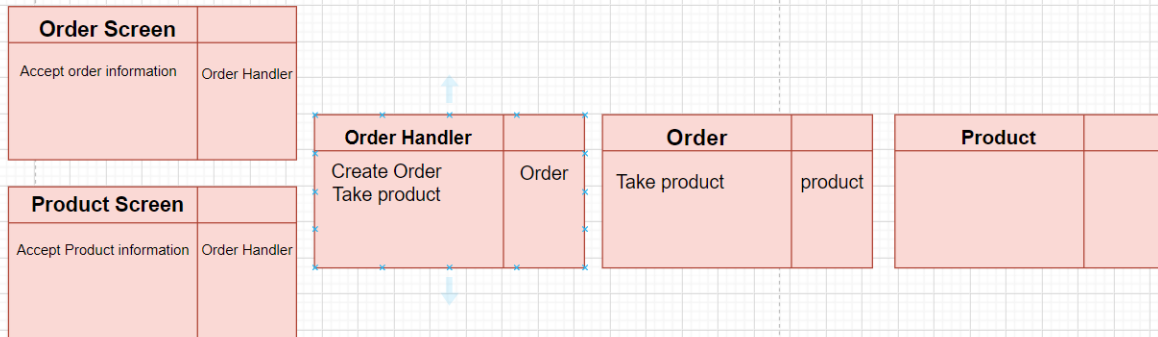 Order Screen
Accept order information
Order Handler
Product Screen
Accept Product information
Order Handler
Order Handler
Create Order
Take product
Order
Order
Take product
product
Product